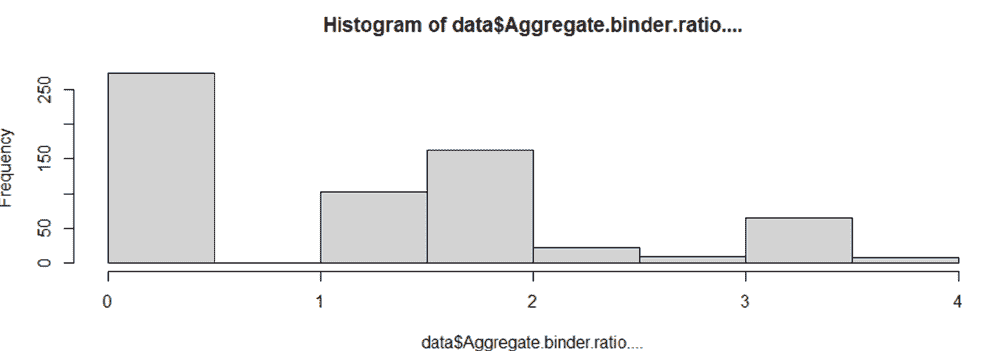 Histogram of data$Aggregate.binder.ratio....
Frequency
250
150
50
0
0 1 2 3 4
data$Aggregate.binder.ratio....